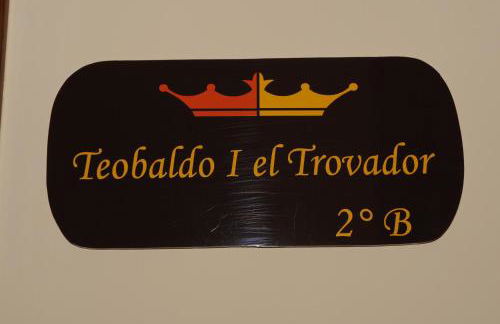 Teobaldo I el Trovador
2° B